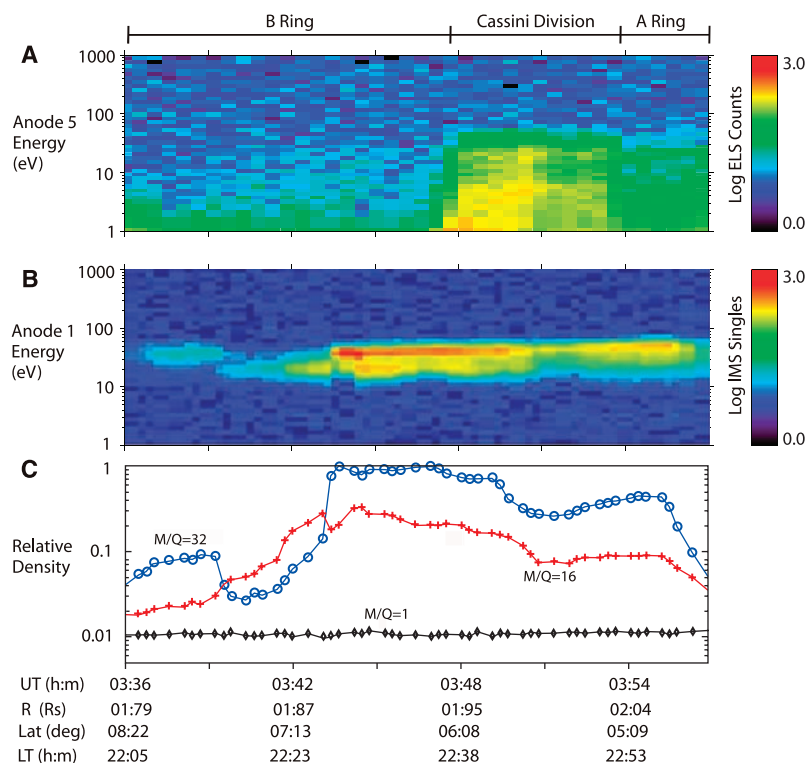 B Ring Cassini Division A Ring
A
1000
100
10
1
Anode 5
Energy
(eV)
3.0
Log ELS Counts
0.0
B
1000
100
10
1
Anode 1
Energy
(eV)
3.0
Log IMS Singles
0.0
C
1
0.1
0.01
Relative
Density
M/Q=32
M/Q=16
M/Q=1
UT (h:m) 03:36 03:42 03:48 03:54
R (Rs) 01:79 01:87 01:95 02:04
Lat (deg) 08:22 07:13 06:08 05:09
LT (h:m) 22:05 22:23 22:38 22:53